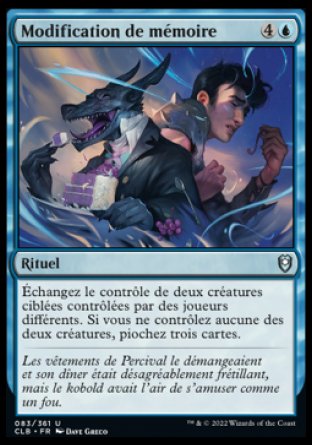 Modification de mémoire 4
Rituel
Échangez le contrôle de deux créatures
ciblées contrôlées par des joueurs
différents. Si vous ne contrôlez aucune des
deux créatures, piochez trois cartes.
Les vêtements de Percival le démangeaient
et son dîner était désagréablement frétillant,
mais le kobold avait l'air de s'amuser comme
un fou.
083/361 U
CLB • FR Dave Greco
™ & © 2022 Wizards of the Coast